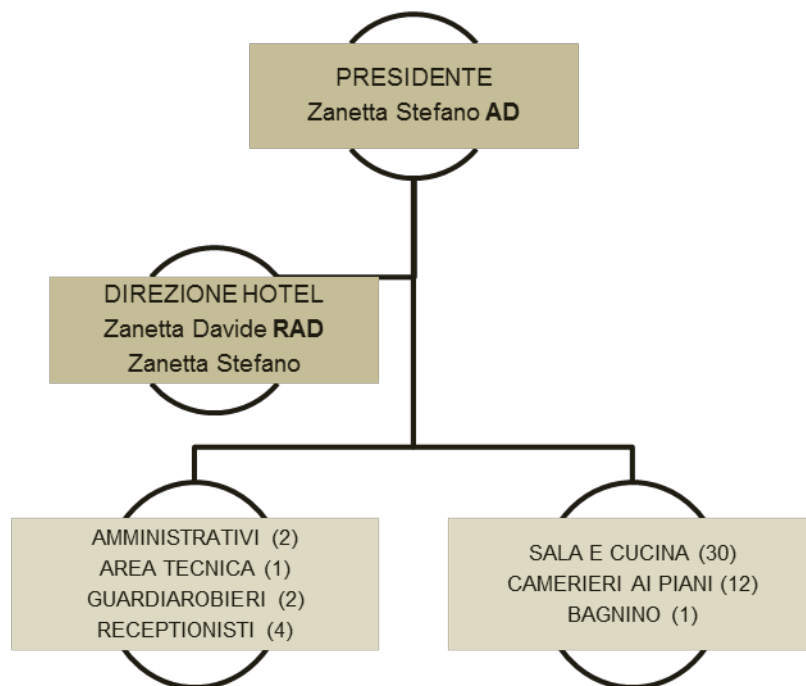 PRESIDENTE
Zanetta Stefano AD
DIREZIONE HOTEL
Zanetta Davide RAD
Zanetta Stefano
AMMINISTRATIVI (2)
AREA TECNICA (1)
GUARDIAROBIERI (2)
RECEPTIONISTI (4)
SALA E CUCINA (30)
CAMERIERI AI PIANI (12)
BAGNINO (1)